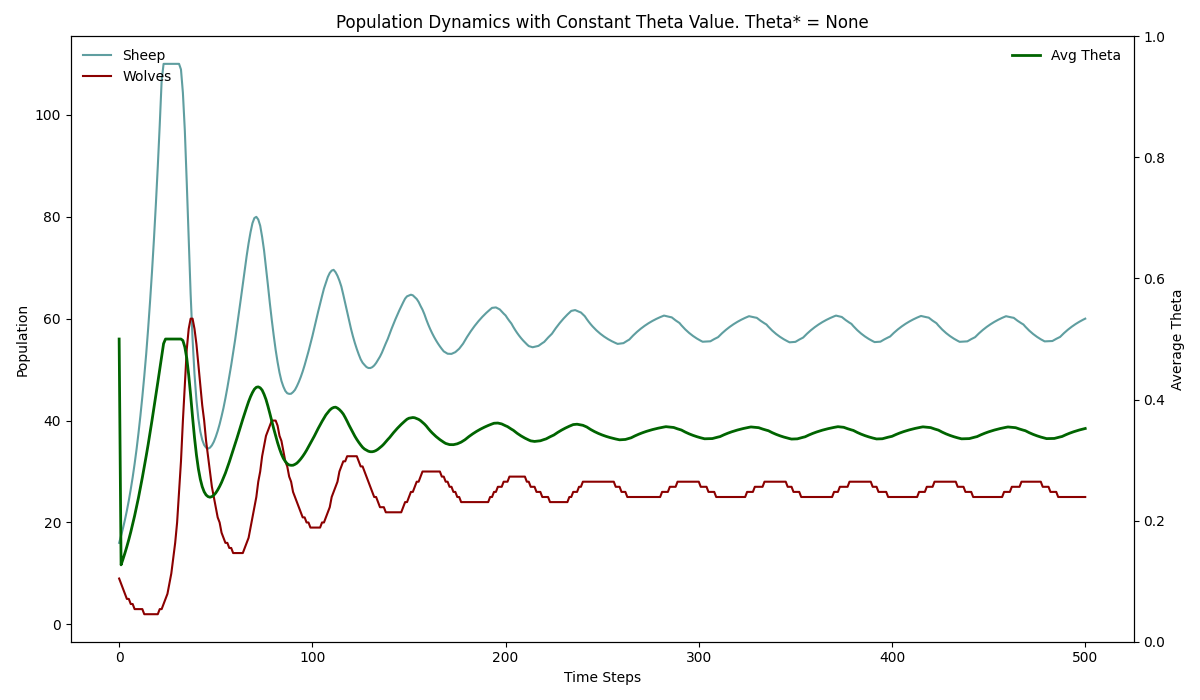 Population Dynamics with Constant Theta Value. Theta* = None
Sheep
Wolves
Avg Theta
Population
100
80
60
40
20
0
1.0
0.8
0.6
0.4
0.2
0.0
Average Theta
0 100 200 300 400 500
Time Steps